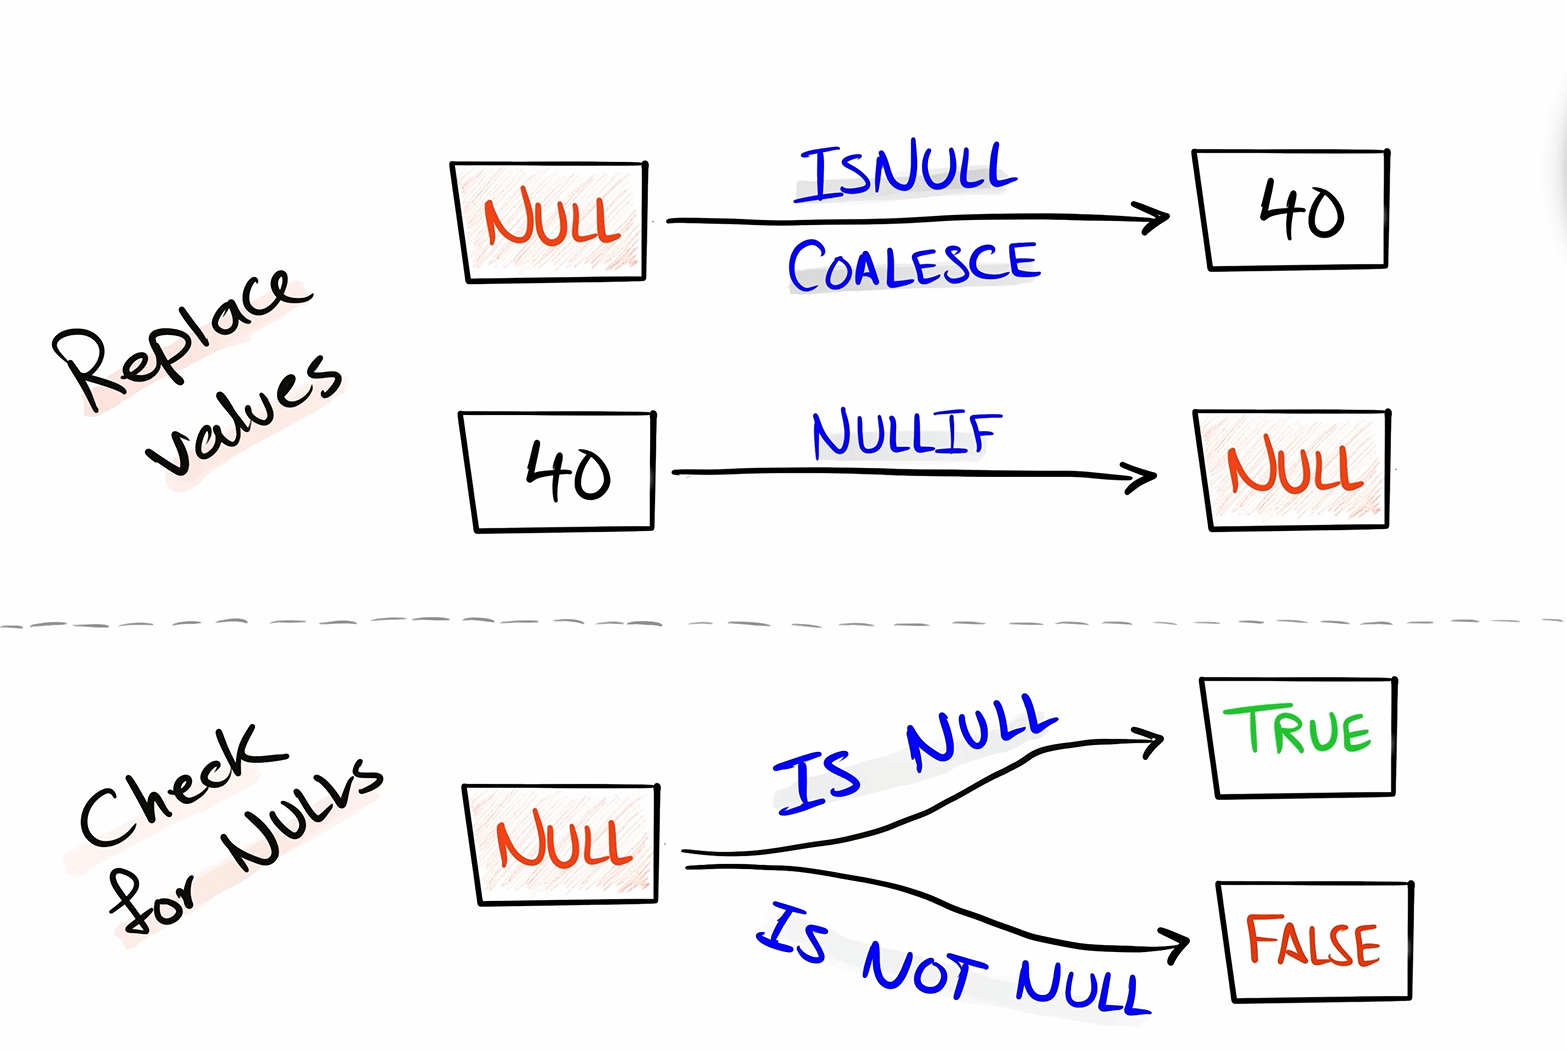 Replace
values
NULL
ISNULL
COALESCE
40
40
NULLIF
NULL
Check
for NULLs
NULL
IS NULL
TRUE
IS NOT NULL
FALSE